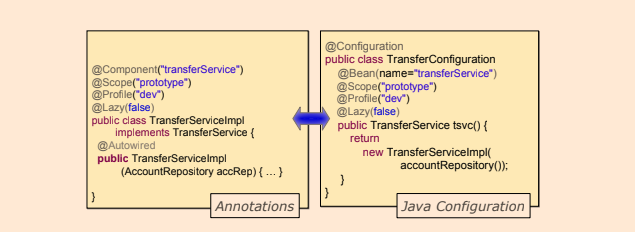 @Component("transferService")
@Scope("prototype")
@Profile("dev")
@Lazy(false)
public class TransferServiceImpl
implements TransferService {
@Autowired
public TransferServiceImpl
(AccountRepository accRep) { … }
}
Annotations
@Configuration
public class TransferConfiguration
@Bean(name="transferService")
@Scope("prototype")
@Profile("dev")
@Lazy(false)
public TransferService tsvc() {
return
new TransferServiceImpl(
accountRepository());
}
}
Java Configuration